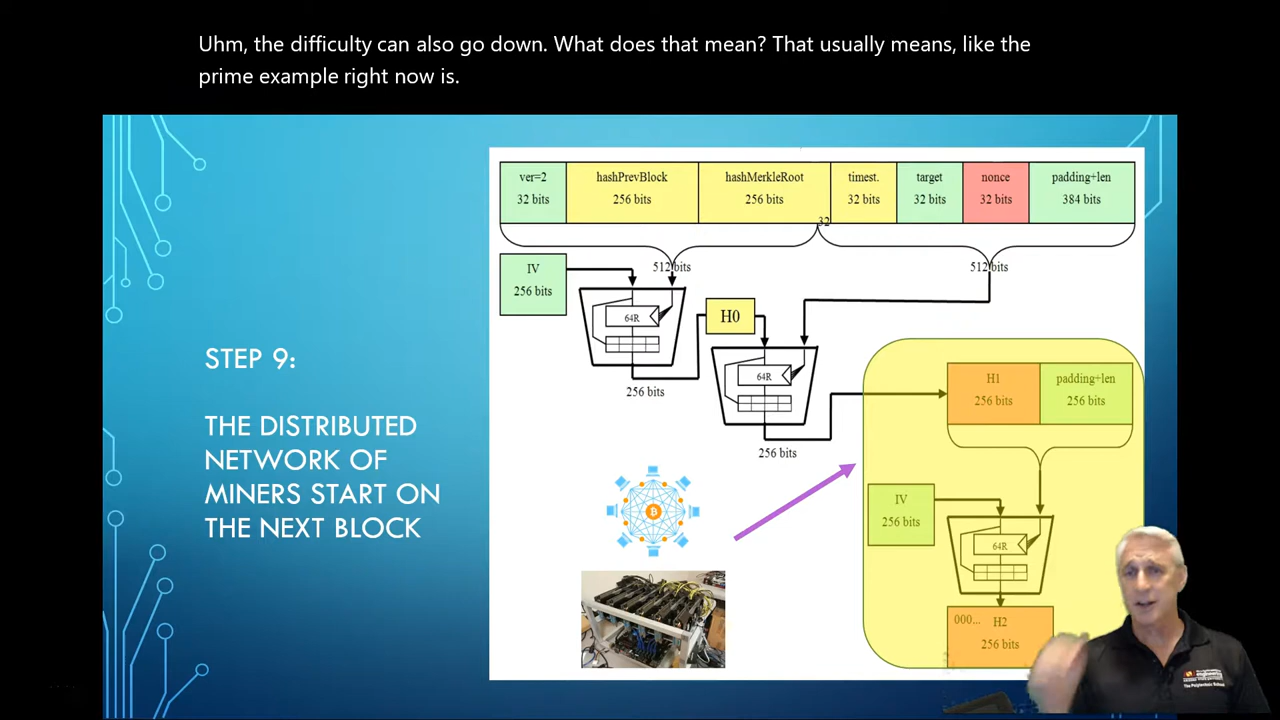 Uhm, the difficulty can also go down. What does that mean? That usually means, like the
prime example right now is.
ver=2
32 bits
hashPrevBlock
256 bits
hashMerkleRoot
256 bits
timest.
32 bits
target
32 bits
nonce
32 bits
padding+len
384 bits
32
512 bits
512 bits
IV
256 bits
64R
H0
256 bits
64R
256 bits
STEP 9:
THE DISTRIBUTED
NETWORK OF
MINERS START ON
THE NEXT BLOCK
H1
256 bits
padding+len
256 bits
IV
256 bits
64R
000... H2
256 bits
The Polytechnic School